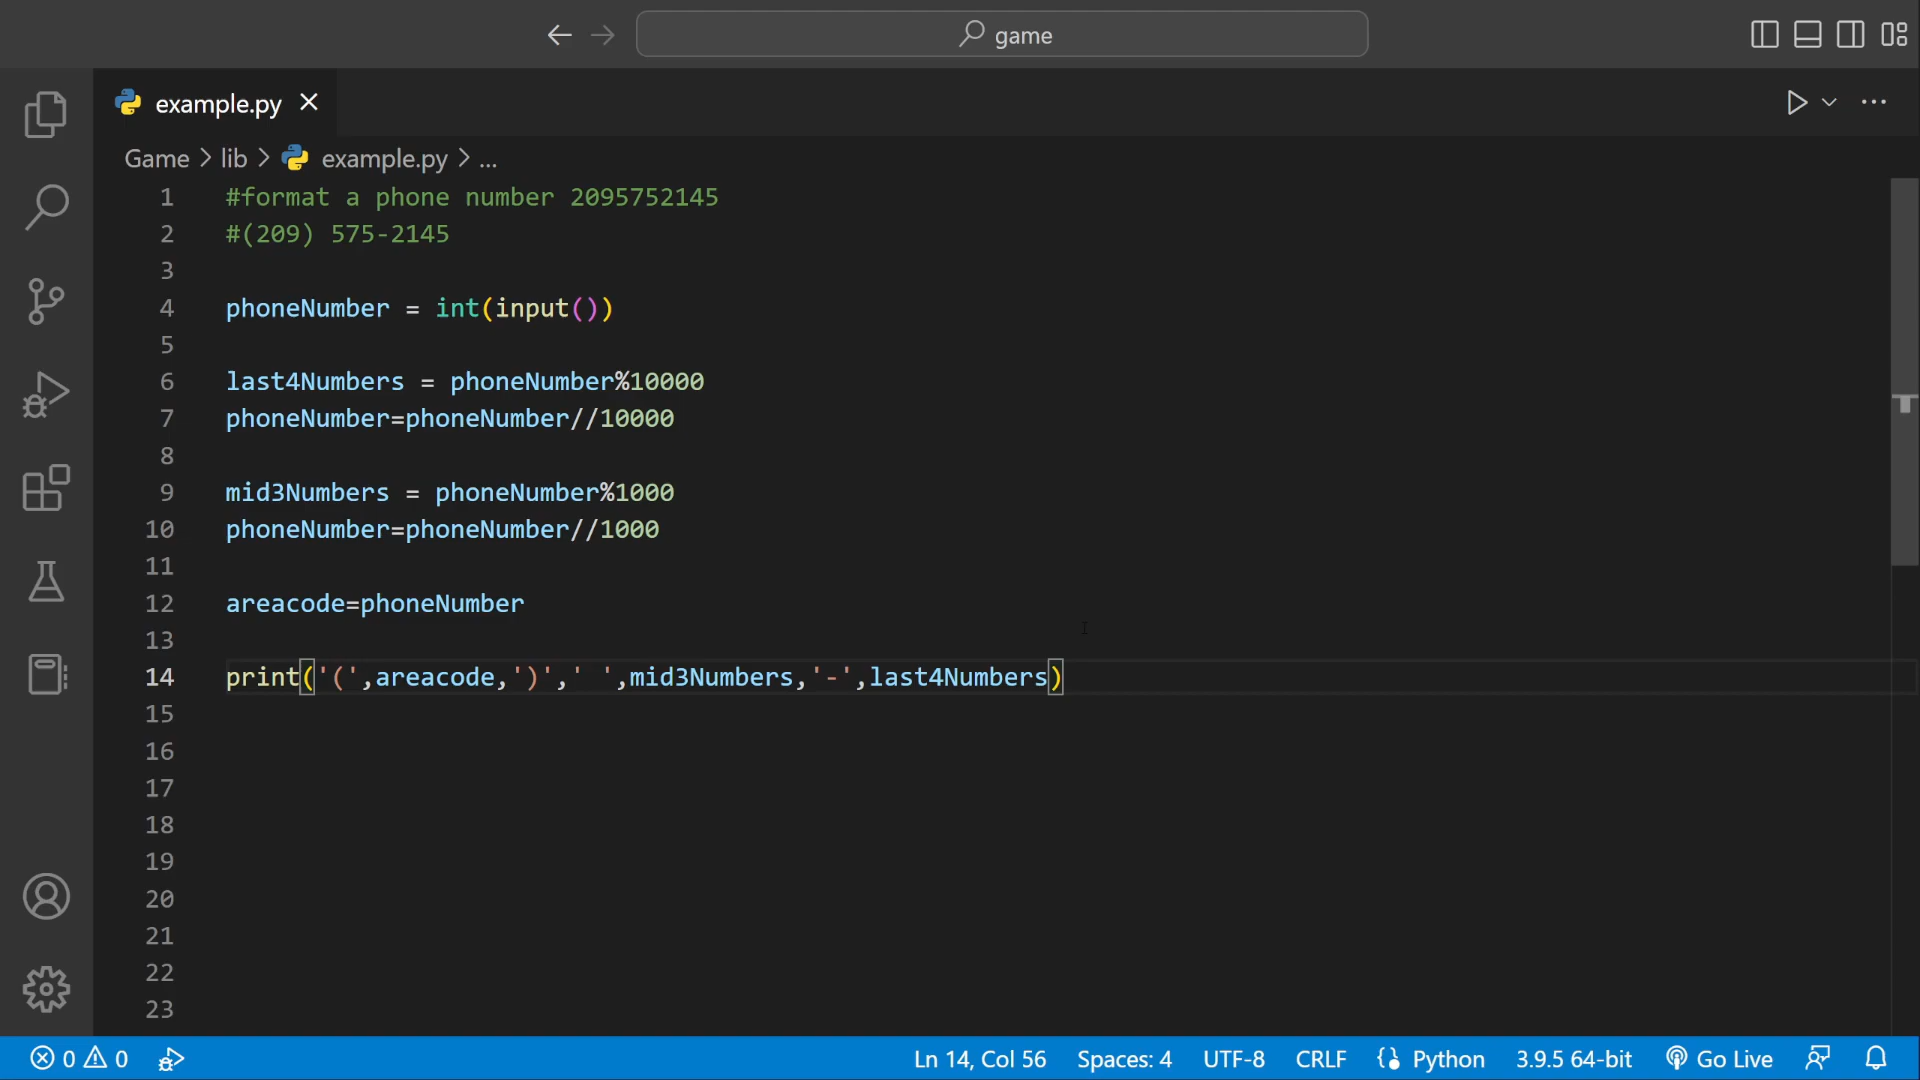 game
example.py
Game > lib > example.py > ...
1 #format a phone number 2095752145
2 #(209) 575-2145
3
4 phoneNumber = int(input())
5
6 last4Numbers = phoneNumber%10000
7 phoneNumber=phoneNumber//10000
8
9 mid3Numbers = phoneNumber%1000
10 phoneNumber=phoneNumber//1000
11
12 areacode=phoneNumber
13
14 print('(',areacode,')',' ',mid3Numbers,'-',last4Numbers)
15
16
17
18
19
20
21
22
23
0 0 Ln 14, Col 56 Spaces: 4 UTF-8 CRLF Python 3.9.5 64-bit Go Live